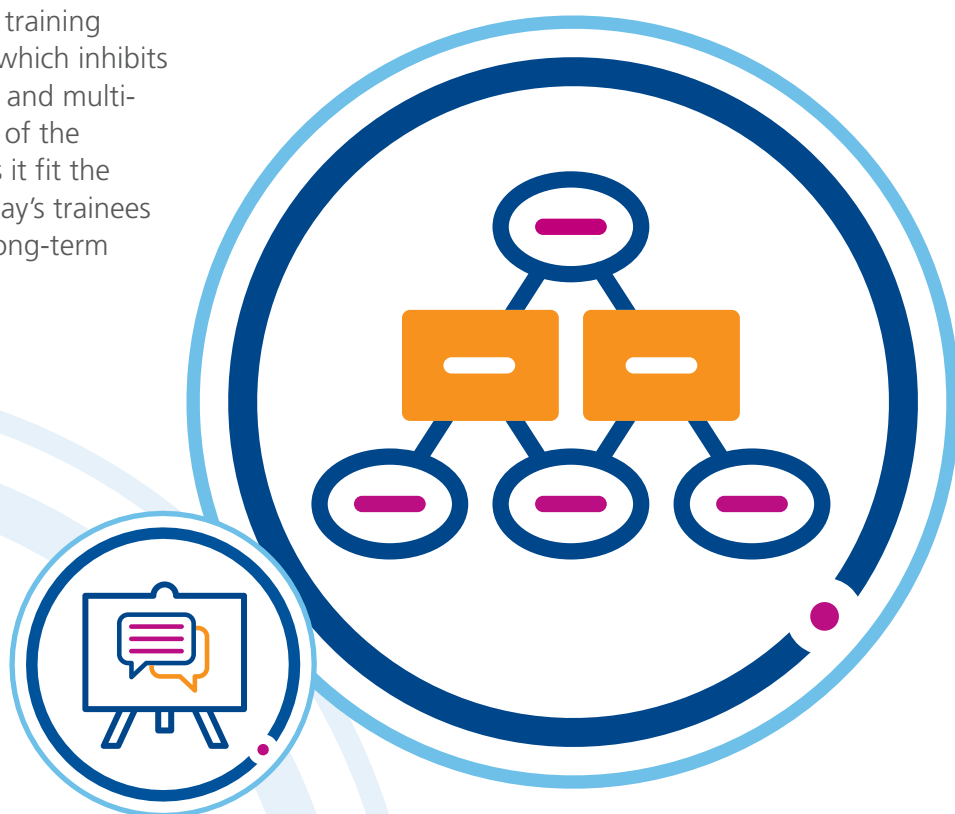 training
which inhibits
and multi-
of the
s it fit the
ay’s trainees
ong-term